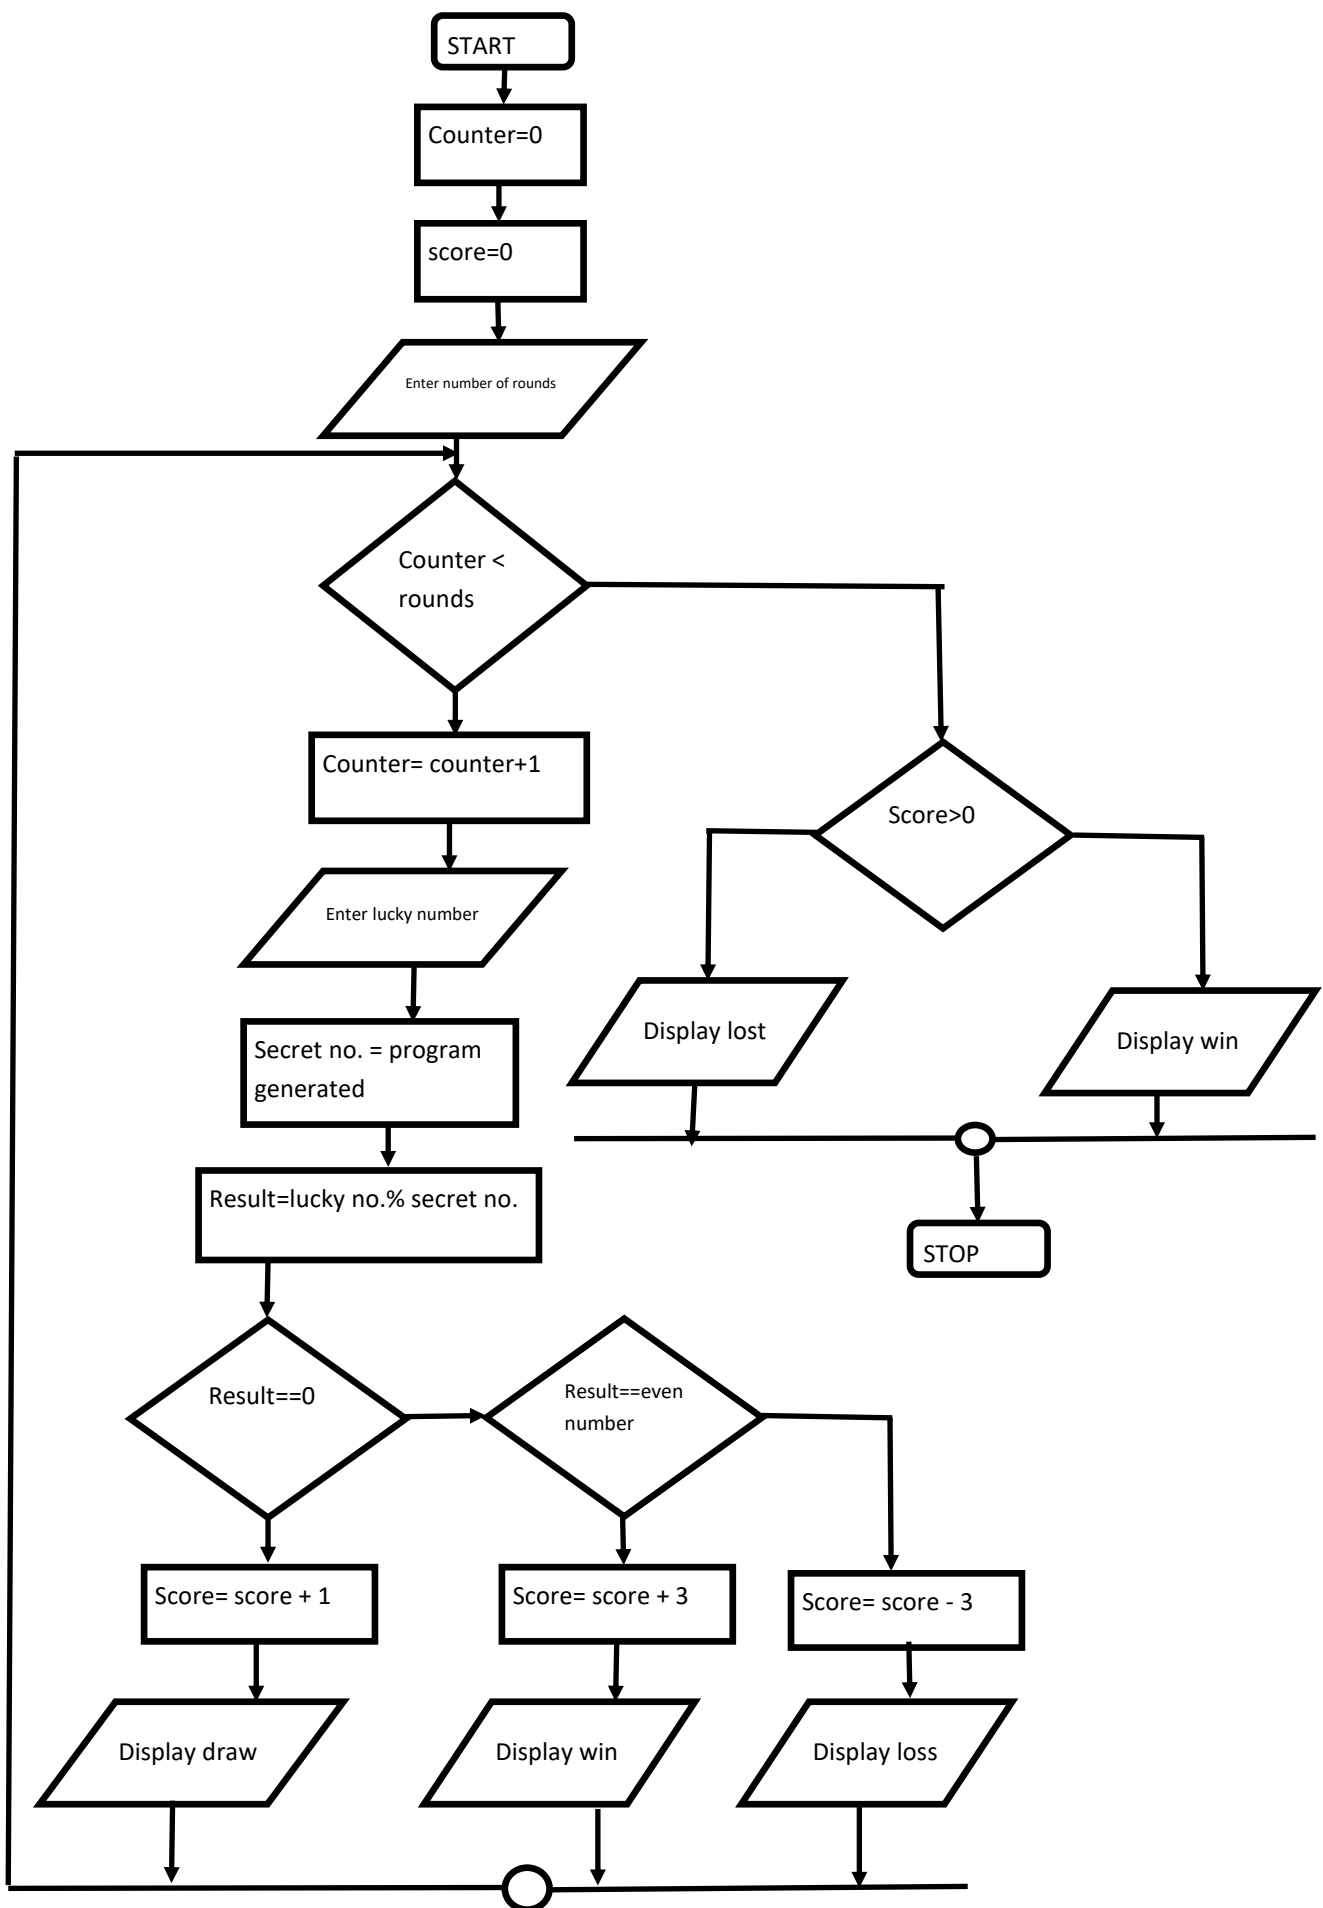 START
Counter=0
score=0
Enter number of rounds
Counter <
rounds
Counter= counter+1
Score>0
Enter lucky number
Display lost
Display win
Secret no. = program
generated
Result=lucky no.% secret no.
STOP
Result==0
Result==even
number
Score= score + 1
Score= score + 3
Score= score - 3
Display draw
Display win
Display loss